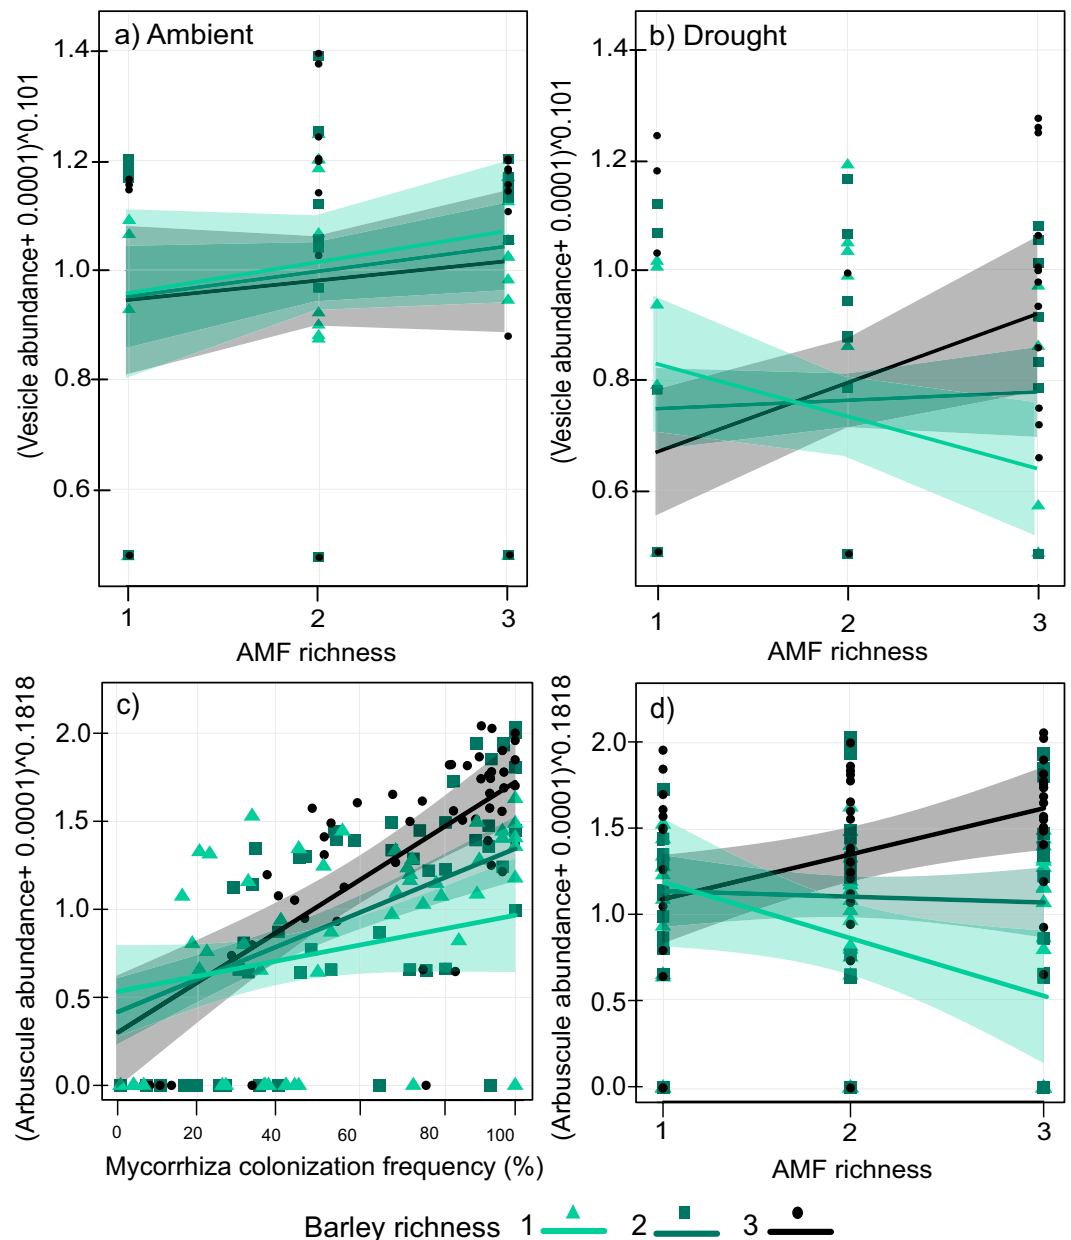 a) Ambient
(Vesicle abundance+ 0.0001)^0.101
1.4
1.2
1.0
0.8
0.6
1 2 3
AMF richness
b) Drought
(Vesicle abundance+ 0.0001)^0.101
1.4
1.2
1.0
0.8
0.6
1 2 3
AMF richness
c)
(Arbuscule abundance+ 0.0001)^0.1818
2.0
1.5
1.0
0.5
0.0
0 20 40 60 80 100
Mycorrhiza colonization frequency (%)
d)
(Arbuscule abundance+ 0.0001)^0.1818
2.0
1.5
1.0
0.5
0.0
1 2 3
AMF richness
Barley richness 1 2 3